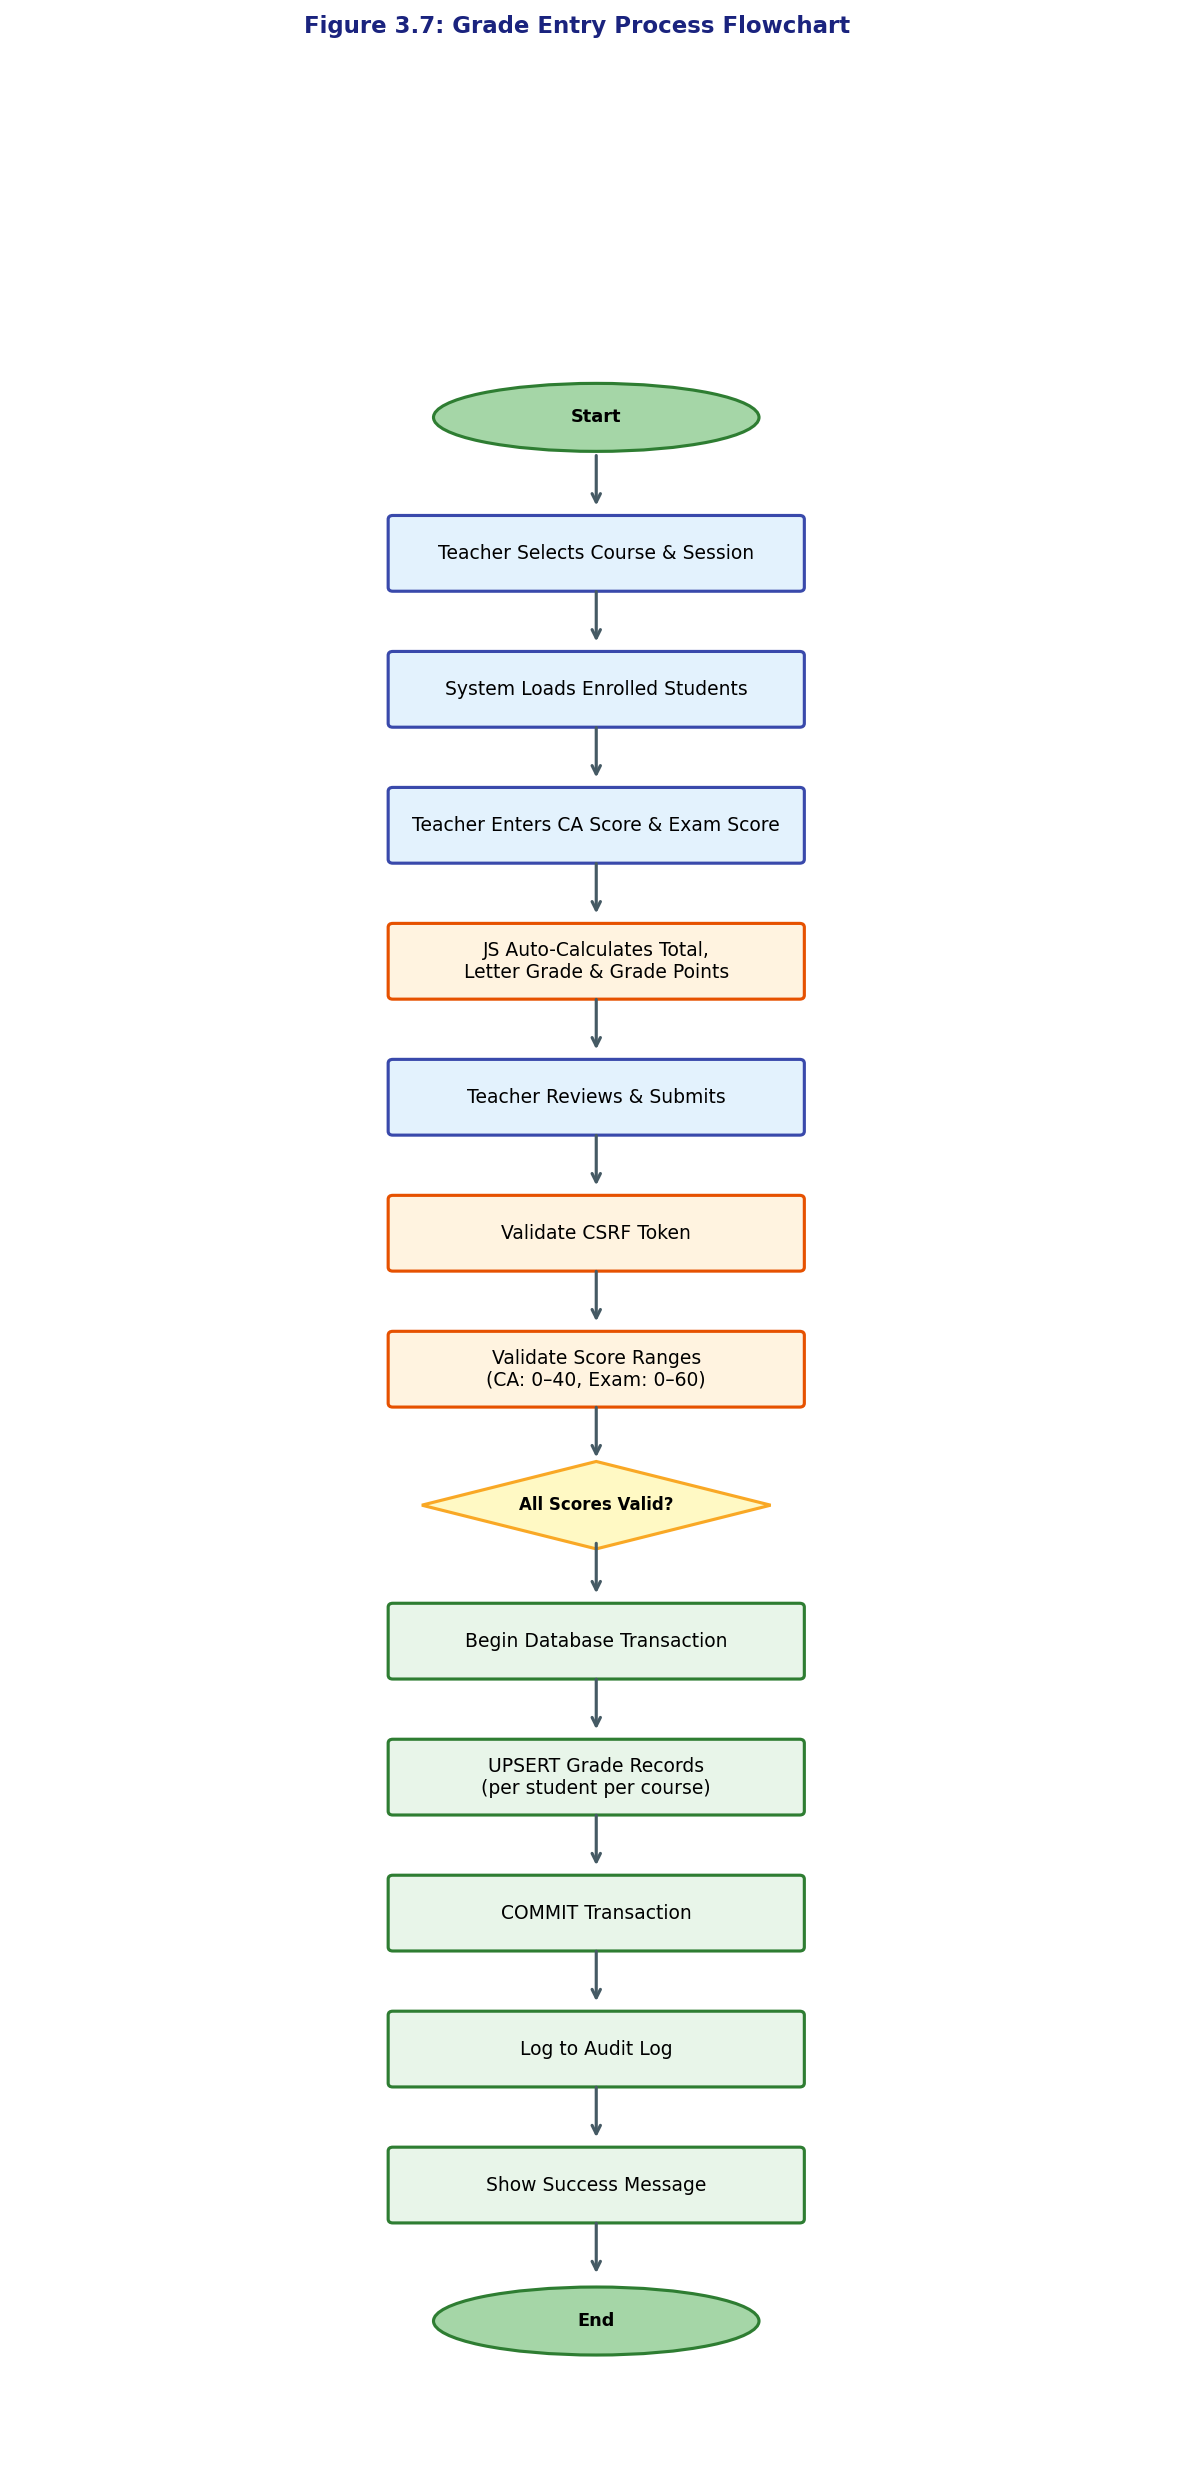 Figure 3.7: Grade Entry Process Flowchart
Start
Teacher Selects Course & Session
System Loads Enrolled Students
Teacher Enters CA Score & Exam Score
JS Auto-Calculates Total,
Letter Grade & Grade Points
Teacher Reviews & Submits
Validate CSRF Token
Validate Score Ranges
(CA: 0–40, Exam: 0–60)
All Scores Valid?
Begin Database Transaction
UPSERT Grade Records
(per student per course)
COMMIT Transaction
Log to Audit Log
Show Success Message
End